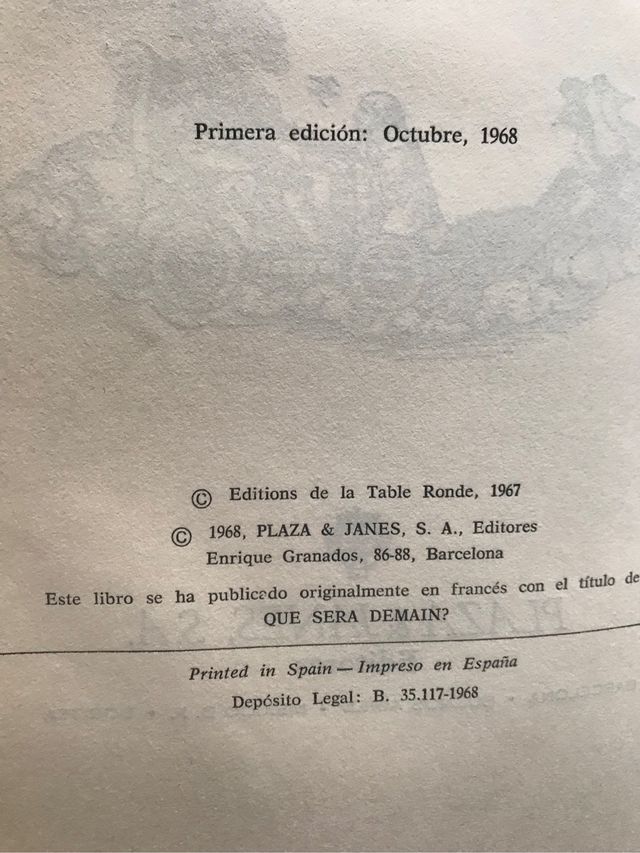 Primera edición: Octubre, 1968
© Editions de la Table Ronde, 1967
© 1968, PLAZA & JANES, S. A., Editores
Enrique Granados, 86-88, Barcelona
Este libro se ha publicado originalmente en francés con el título de
QUE SERA DEMAIN?
Printed in Spain — Impreso en España
Depósito Legal: B. 35.117-1968